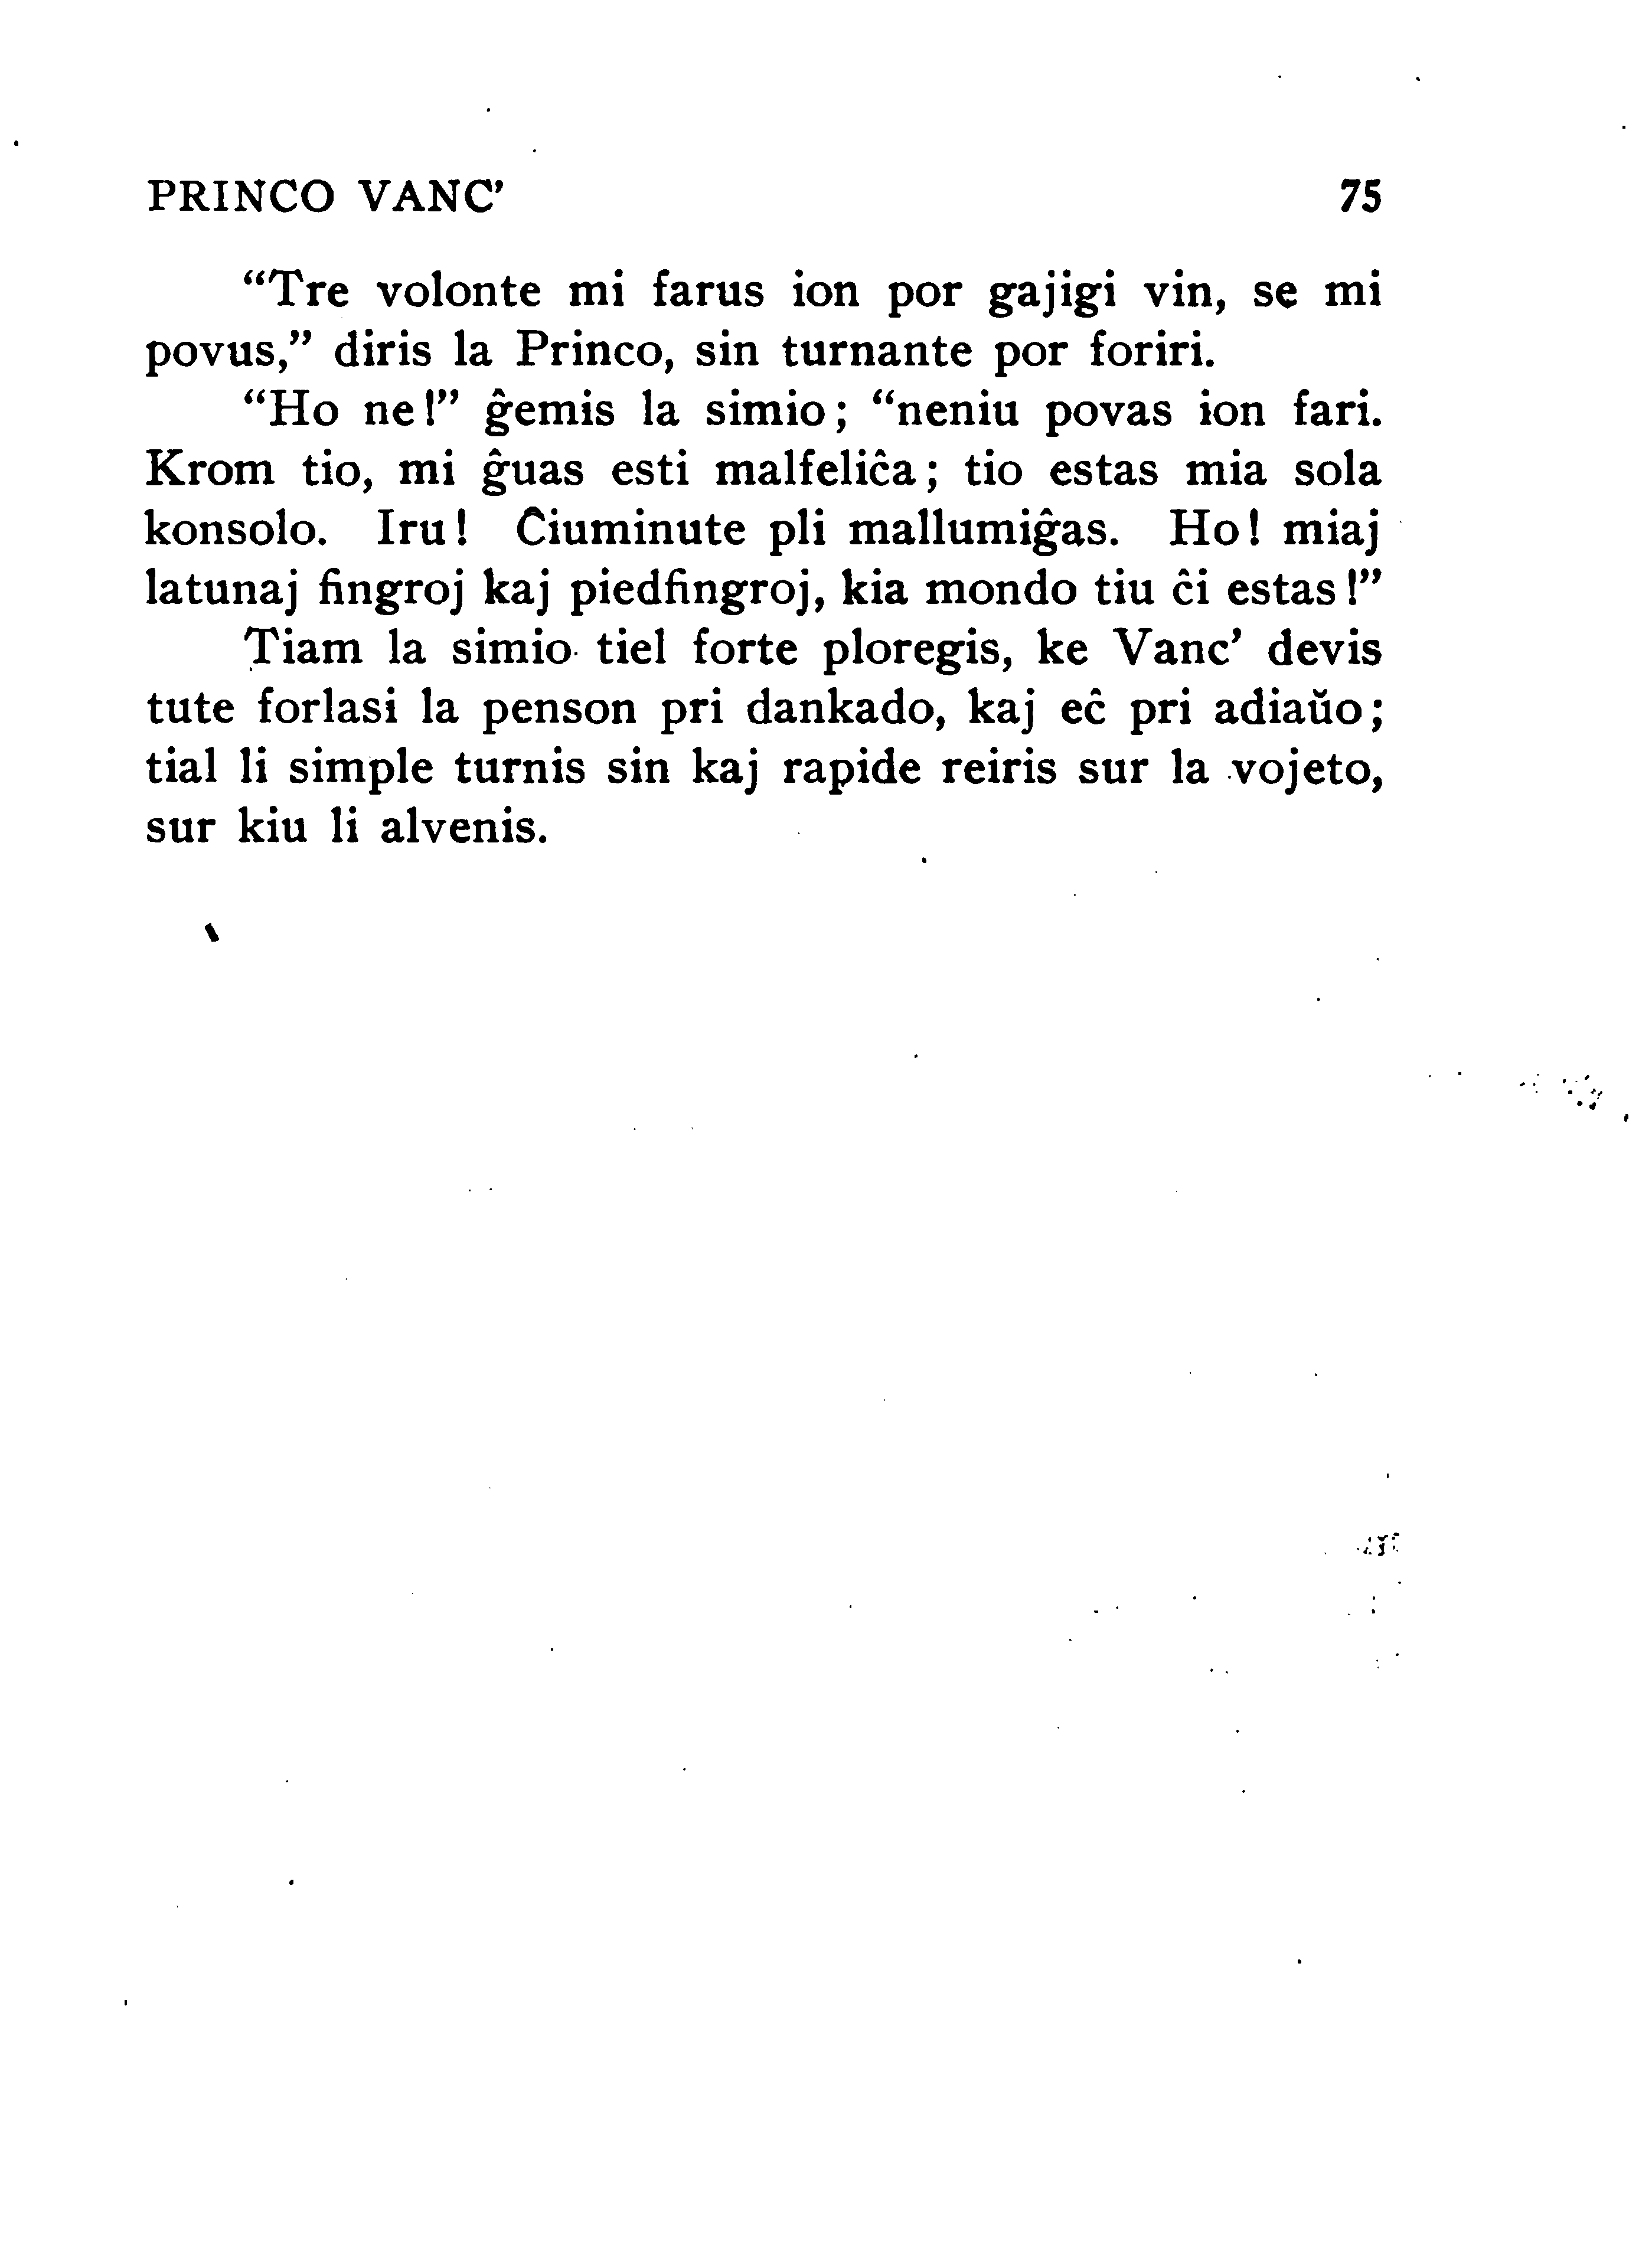 PRINCO VANC’ 75
“Tre volonte mi farus ion por gajigi vin, se mi
povus,” diris la Princo, sin turnante por foriri.
“Ho ne!” ĝemis la simio; “neniu povas ion fari.
Krom tio, mi ĝuas esti malfeliĉa; tio estas mia sola
konsolo. Iru! Ĉiuminute pli mallumiĝas. Ho! miaj
latunaj fingroj kaj piedfingroj, kia mondo tiu ĉi estas!”
Tiam la simio tiel forte ploregis, ke Vanc’ devis
tute forlasi la penson pri dankado, kaj eĉ pri adiaŭo;
tial li simple turnis sin kaj rapide reiris sur la vojeto,
sur kiu li alvenis.